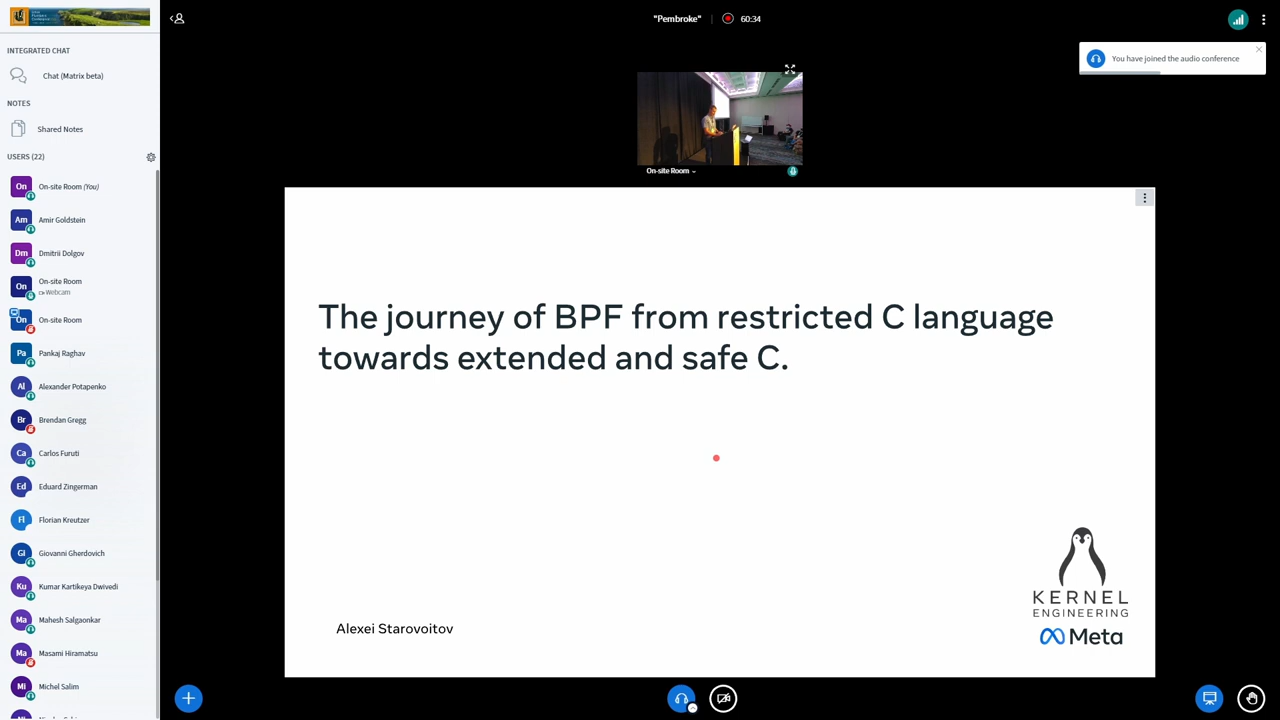 "Pembroke"
60:34
You have joined the audio conference
INTEGRATED CHAT
Chat (Matrix beta)
NOTES
Shared Notes
USERS (22)
On On-site Room (You)
Am Amir Goldstein
Dm Dmitrii Dolgov
On On-site Room
Webcam
On On-site Room
Pa Pankaj Raghav
Al Alexander Potapenko
Br Brendan Gregg
Ca Carlos Furuti
Ed Eduard Zingerman
Fl Florian Kreutzer
Gi Giovanni Gherdovich
Ku Kumar Kartikeya Dwivedi
Ma Mahesh Salgaonkar
Ma Masami Hiramatsu
Mi Michel Salim
On-site Room
The journey of BPF from restricted C language
towards extended and safe C.
Alexei Starovoitov
KERNEL
ENGINEERING
Meta